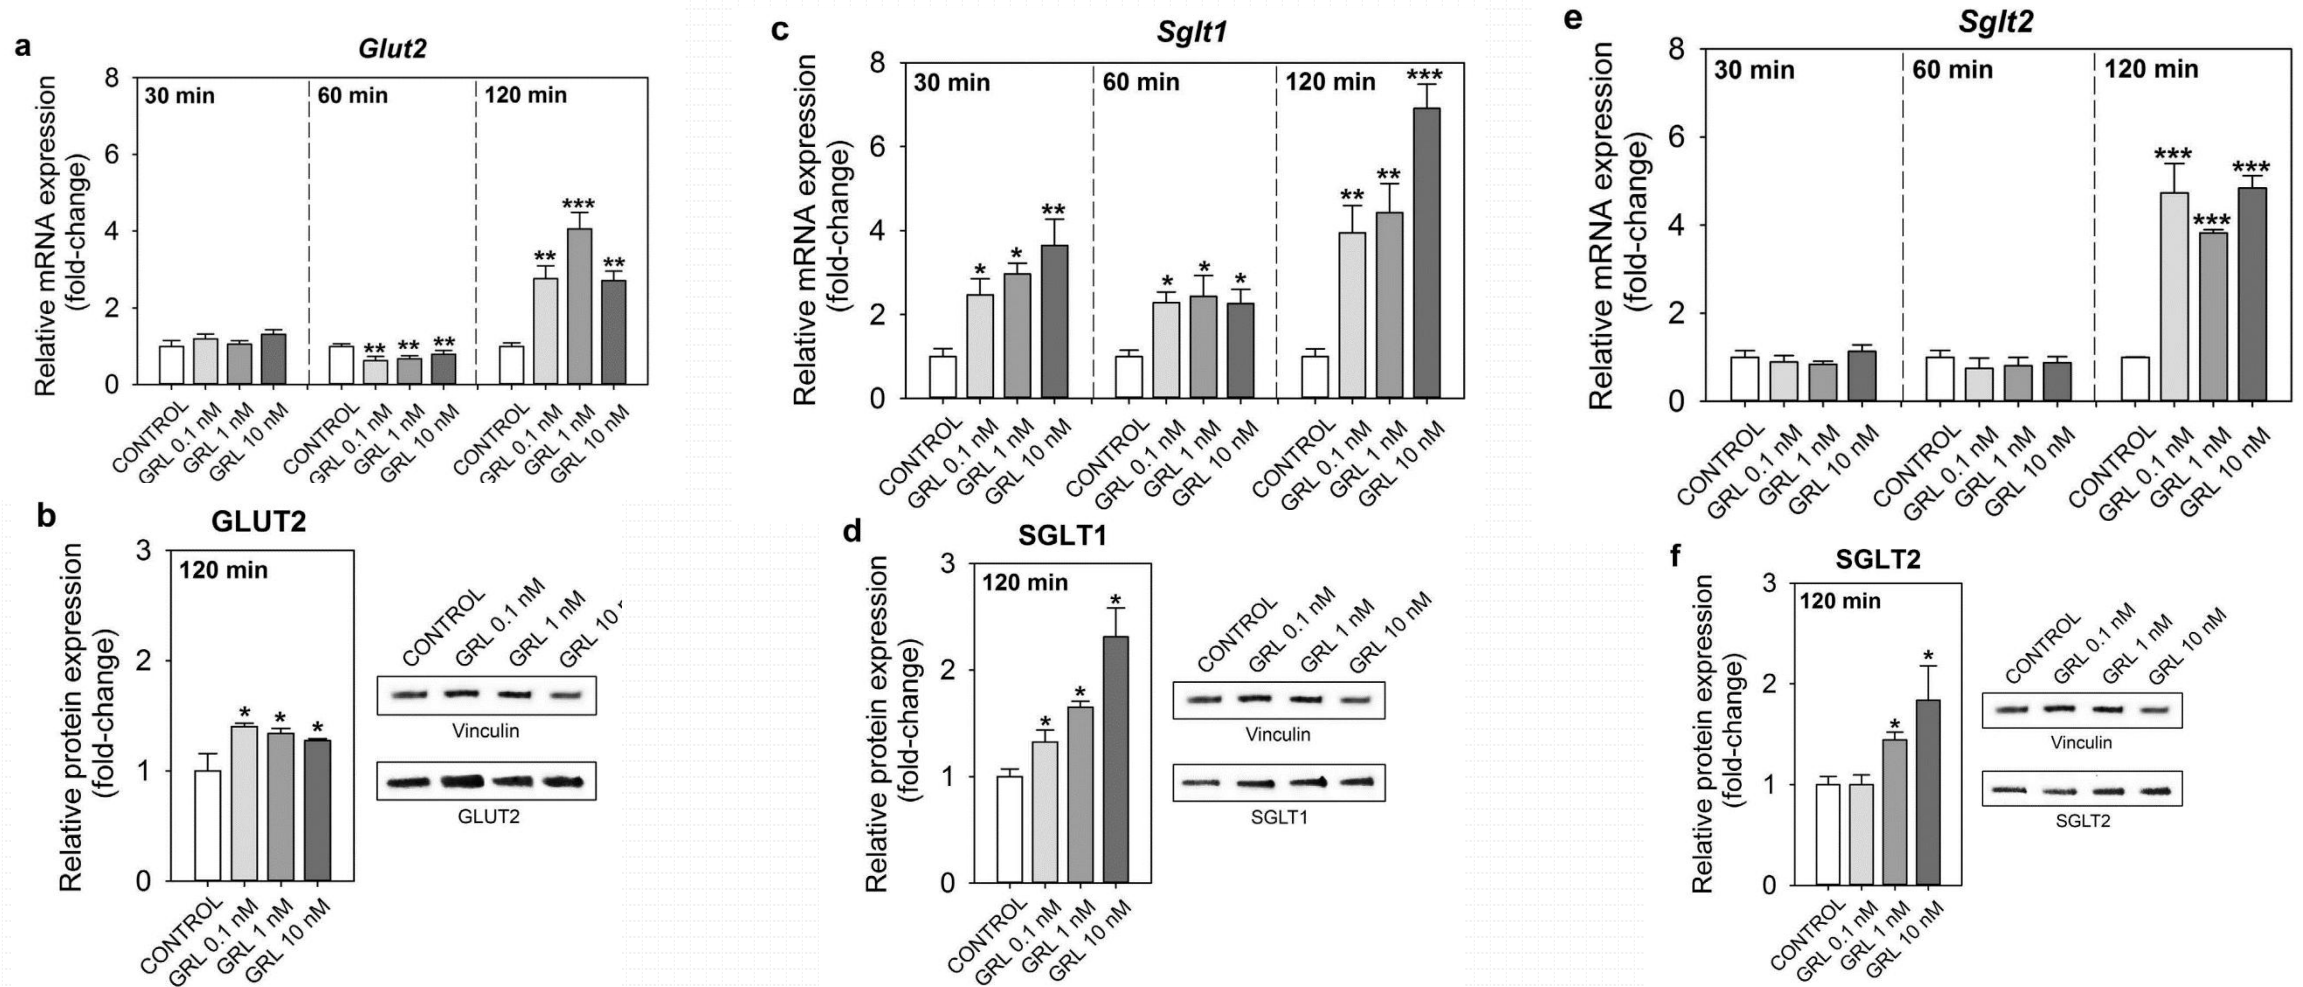 a
Glut2
Relative mRNA expression
(fold-change)
8
6
4
2
0
30 min
60 min
120 min
**
**
**
**
***
**
CONTROL
GRL 0.1 nM
GRL 1 nM
GRL 10 nM
CONTROL
GRL 0.1 nM
GRL 1 nM
GRL 10 nM
CONTROL
GRL 0.1 nM
GRL 1 nM
GRL 10 nM
b
GLUT2
Relative protein expression
(fold-change)
3
2
1
0
120 min
*
*
*
CONTROL
GRL 0.1 nM
GRL 1 nM
GRL 10 nM
CONTROL
GRL 0.1 nM
GRL 1 nM
GRL 10
Vinculin
GLUT2
c
Sglt1
Relative mRNA expression
(fold-change)
8
6
4
2
0
30 min
60 min
120 min
*
*
**
*
*
*
**
**
***
CONTROL
GRL 0.1 nM
GRL 1 nM
GRL 10 nM
CONTROL
GRL 0.1 nM
GRL 1 nM
GRL 10 nM
CONTROL
GRL 0.1 nM
GRL 1 nM
GRL 10 nM
d
SGLT1
Relative protein expression
(fold-change)
3
2
1
0
120 min
*
*
*
CONTROL
GRL 0.1 nM
GRL 1 nM
GRL 10 nM
CONTROL
GRL 0.1 nM
GRL 1 nM
GRL 10 nM
Vinculin
SGLT1
e
Sglt2
Relative mRNA expression
(fold-change)
8
6
4
2
0
30 min
60 min
120 min
***
***
***
CONTROL
GRL 0.1 nM
GRL 1 nM
GRL 10 nM
CONTROL
GRL 0.1 nM
GRL 1 nM
GRL 10 nM
CONTROL
GRL 0.1 nM
GRL 1 nM
GRL 10 nM
f
SGLT2
Relative protein expression
(fold-change)
3
2
1
0
120 min
*
*
CONTROL
GRL 0.1 nM
GRL 1 nM
GRL 10 nM
CONTROL
GRL 0.1 nM
GRL 1 nM
GRL 10 nM
Vinculin
SGLT2